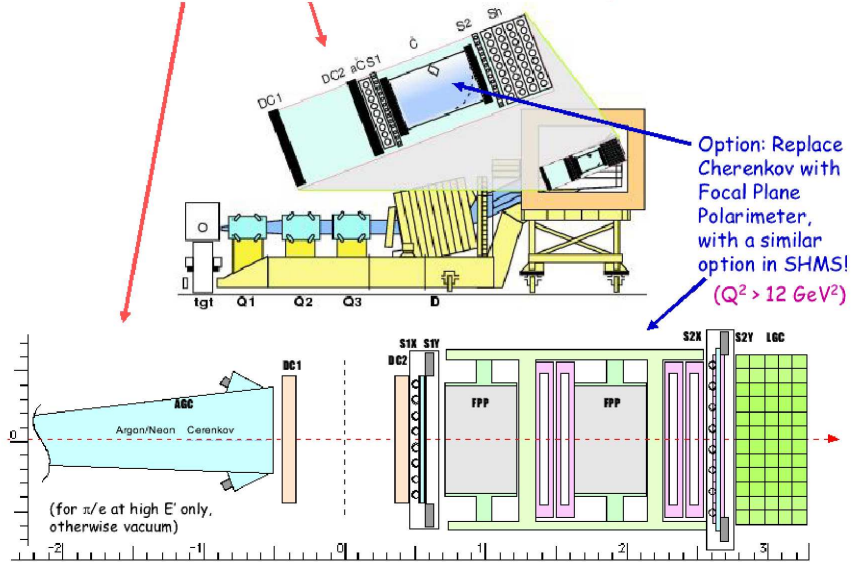 Sh
S2
Č
aČS1
DC2
DC1
Option: Replace
Cherenkov with
Focal Plane
Polarimeter,
with a similar
option in SHMS!
(Q² > 12 GeV²)
tgt
Q1
Q2
Q3
D
S1X S1Y
S2X
S2Y LGC
DC1
DC2
AGC
FPP
FPP
Argon/Neon Cerenkov
0
(for π/e at high E' only,
otherwise vacuum)
-2
-1
0
1
2
3